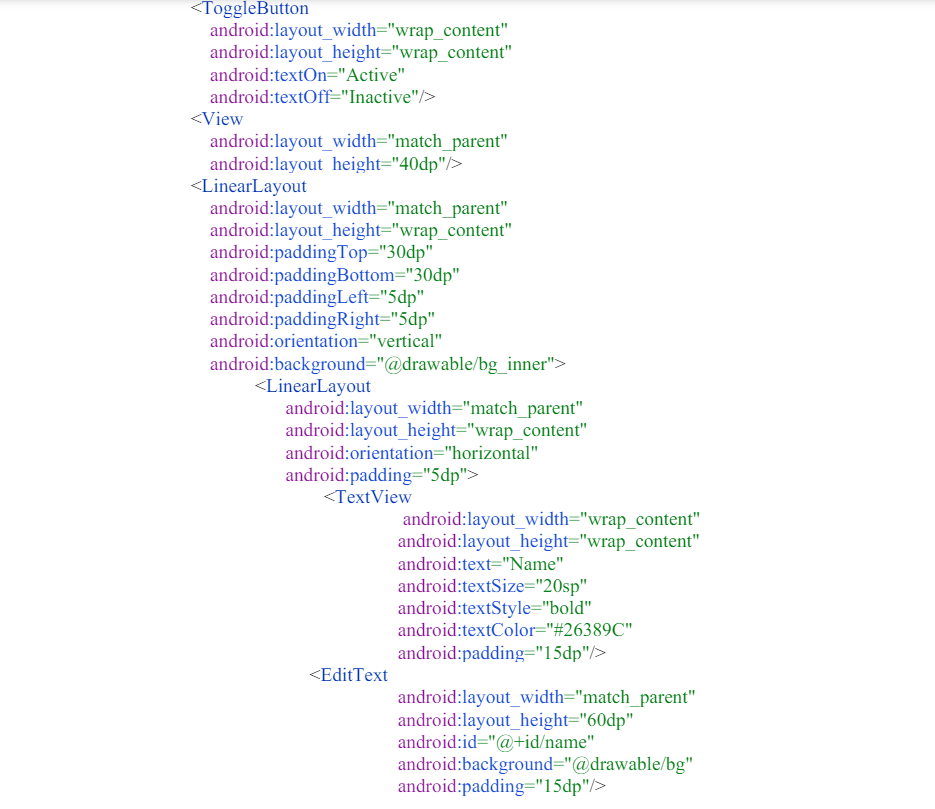 <ToggleButton
android:layout_width="wrap_content"
android:layout_height="wrap_content"
android:textOn="Active"
android:textOff="Inactive"/>
<View
android:layout_width="match_parent"
android:layout_height="40dp"/>
<LinearLayout
android:layout_width="match_parent"
android:layout_height="wrap_content"
android:paddingTop="30dp"
android:paddingBottom="30dp"
android:paddingLeft="5dp"
android:paddingRight="5dp"
android:orientation="vertical"
android:background="@drawable/bg_inner">
<LinearLayout
android:layout_width="match_parent"
android:layout_height="wrap_content"
android:orientation="horizontal"
android:padding="5dp">
<TextView
android:layout_width="wrap_content"
android:layout_height="wrap_content"
android:text="Name"
android:textSize="20sp"
android:textStyle="bold"
android:textColor="#26389C"
android:padding="15dp"/>
<EditText
android:layout_width="match_parent"
android:layout_height="60dp"
android:id="@+id/name"
android:background="@drawable/bg"
android:padding="15dp"/>